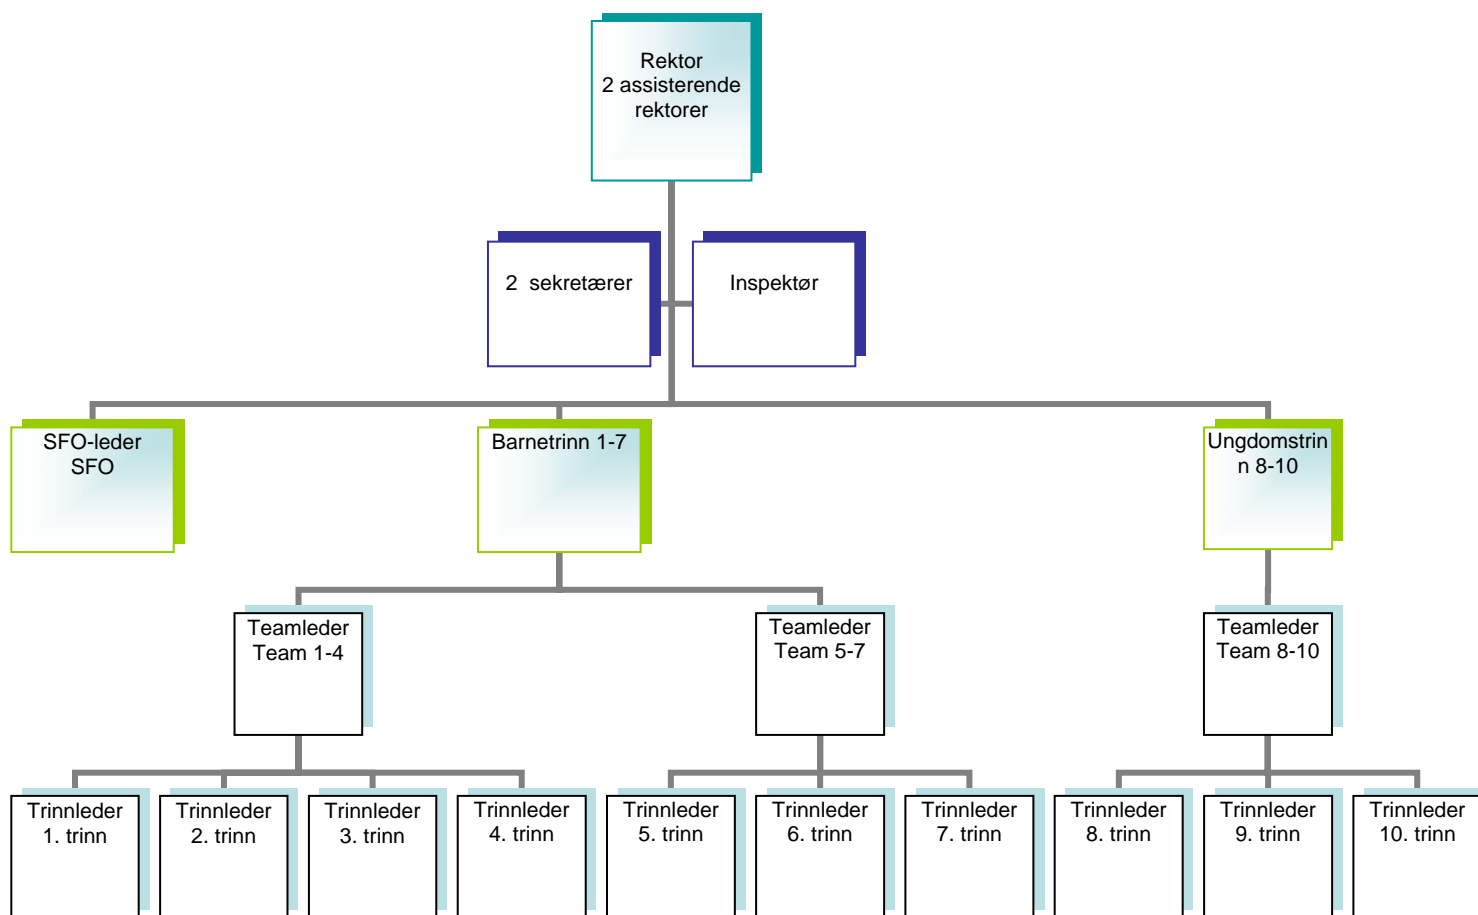 Rektor
2 assisterende
rektorer
2 sekretærer
Inspektør
SFO-leder
SFO
Barnetrinn 1-7
Ungdomstrin
n 8-10
Teamleder
Team 1-4
Teamleder
Team 5-7
Teamleder
Team 8-10
Trinnleder
1. trinn
Trinnleder
2. trinn
Trinnleder
3. trinn
Trinnleder
4. trinn
Trinnleder
5. trinn
Trinnleder
6. trinn
Trinnleder
7. trinn
Trinnleder
8. trinn
Trinnleder
9. trinn
Trinnleder
10. trinn